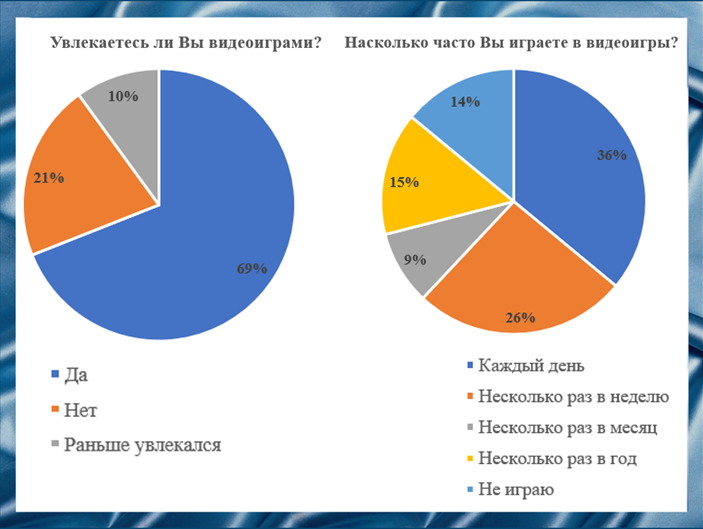 Увлекаетесь ли Вы видеоиграми?
10%
21%
69%
Да
Нет
Раньше увлекался
Насколько часто Вы играете в видеоигры?
14%
36%
15%
9%
26%
Каждый день
Несколько раз в неделю
Несколько раз в месяц
Несколько раз в год
Не играю